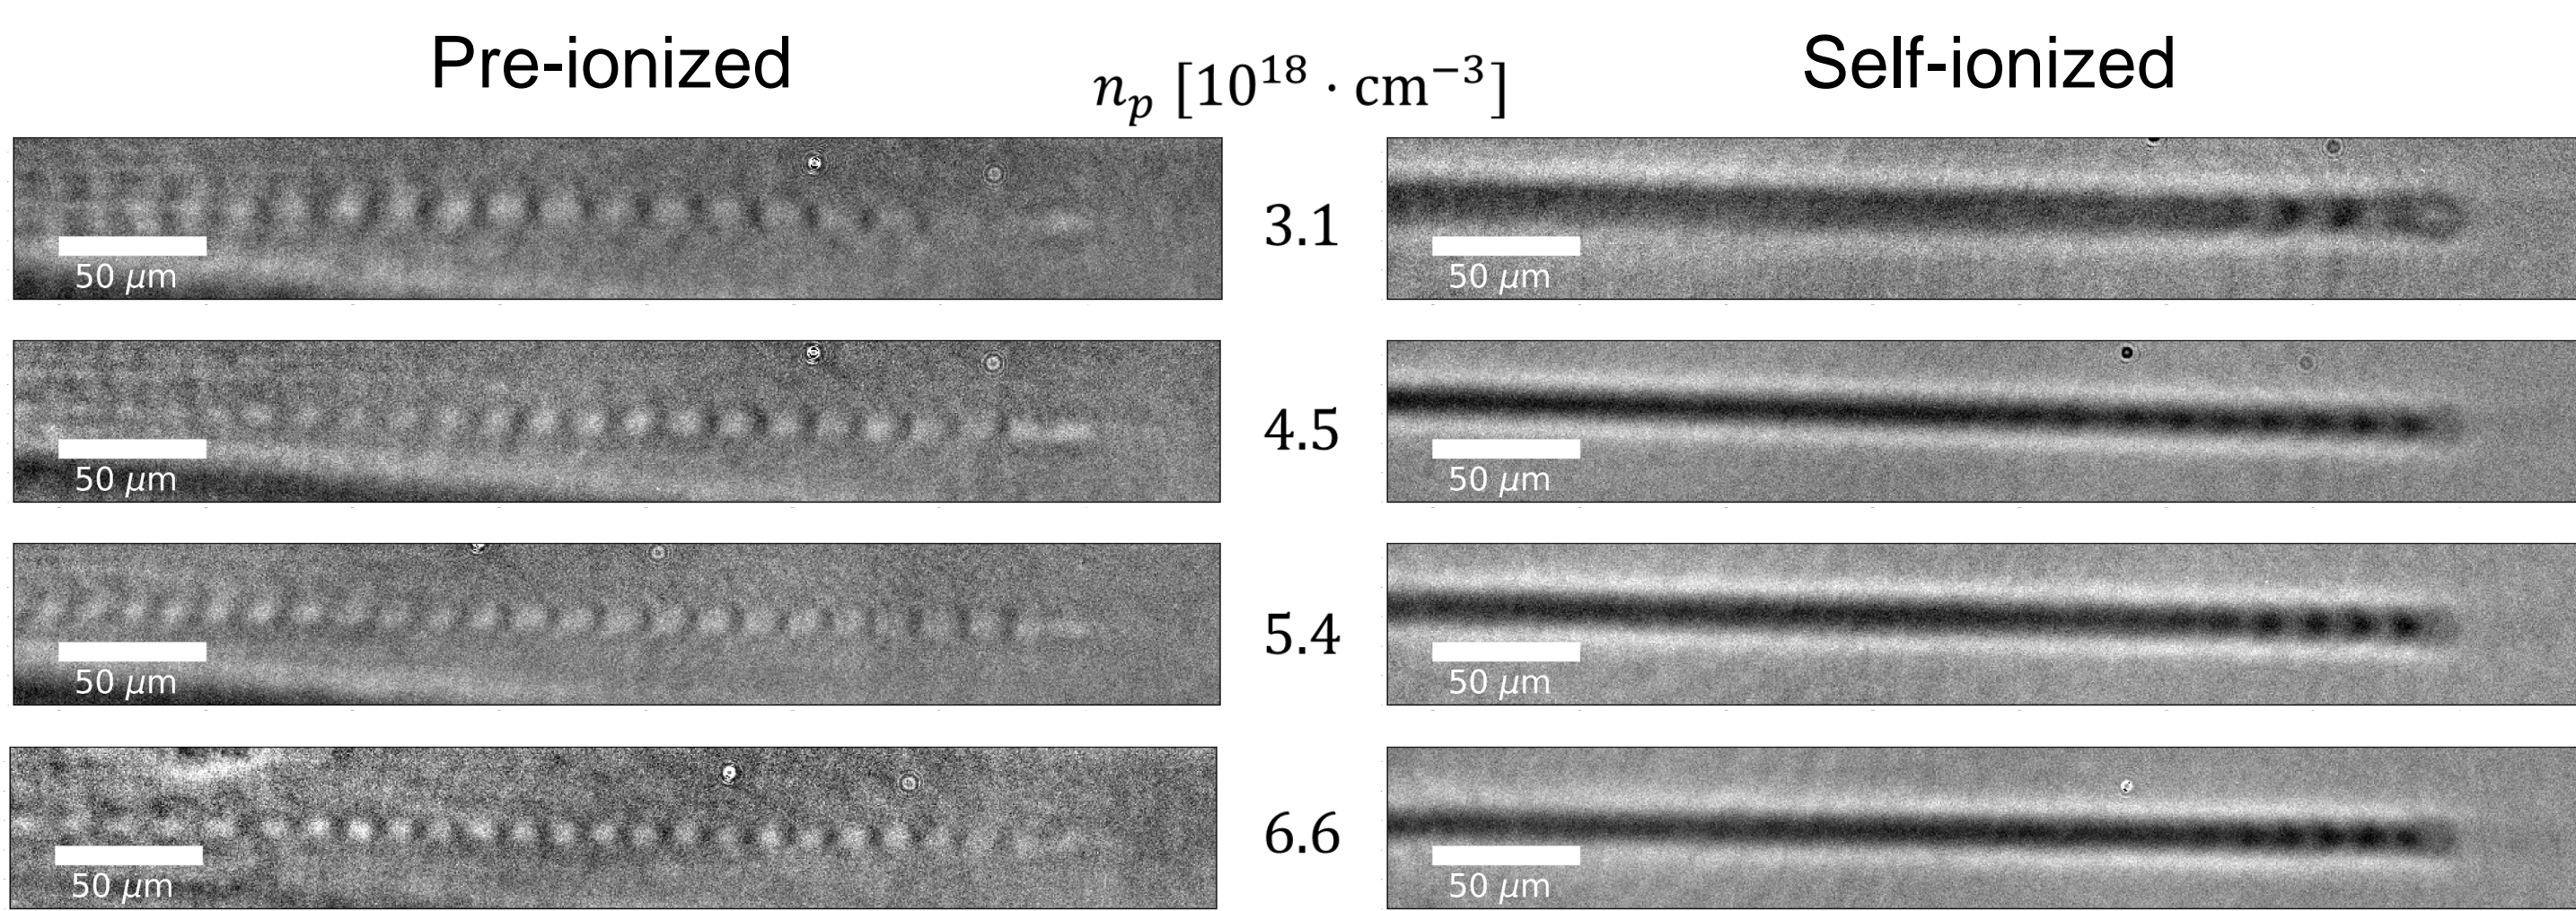 Pre-ionized
n_p [10^18 · cm^−3]
Self-ionized
50 μm
3.1
50 μm
50 μm
4.5
50 μm
50 μm
5.4
50 μm
50 μm
6.6
50 μm